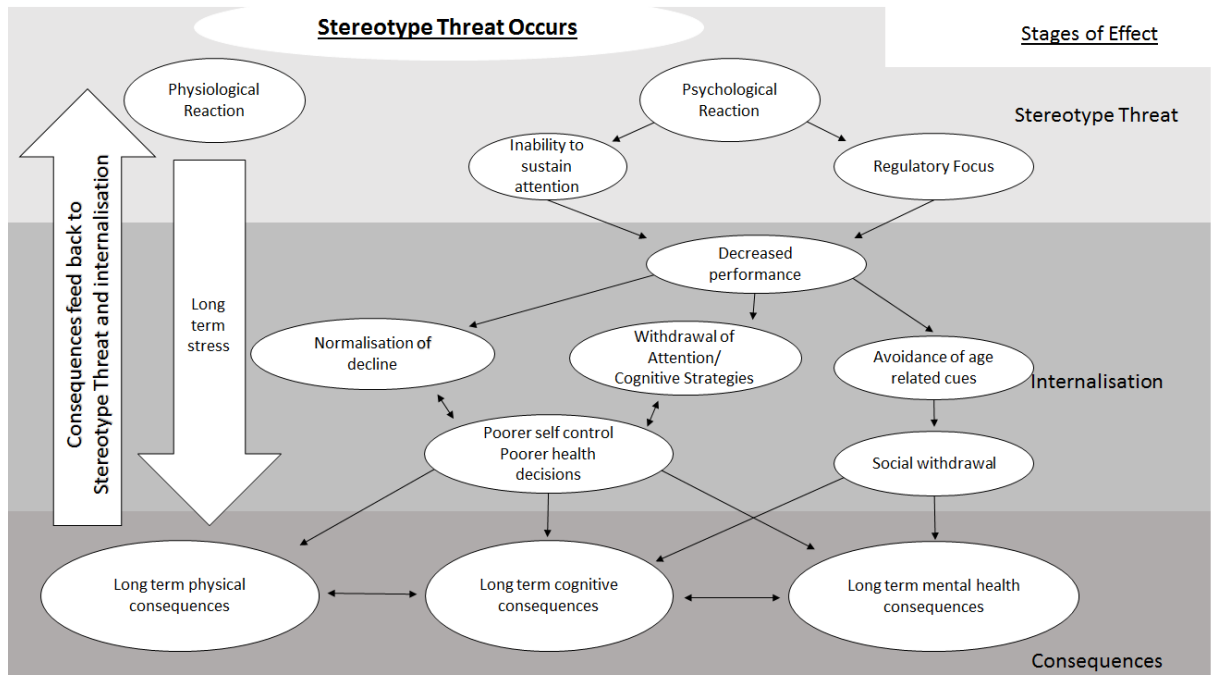 Stereotype Threat Occurs
Stages of Effect
Physiological
Reaction
Psychological
Reaction
Stereotype Threat
Inability to
sustain
attention
Regulatory Focus
Consequences feed back to
Stereotype Threat and internalisation
Long
term
stress
Decreased
performance
Normalisation of
decline
Withdrawal of
Attention/
Cognitive Strategies
Avoidance of age
related cues
Internalisation
Poorer self control
Poorer health
decisions
Social withdrawal
Long term physical
consequences
Long term cognitive
consequences
Long term mental health
consequences
Consequences